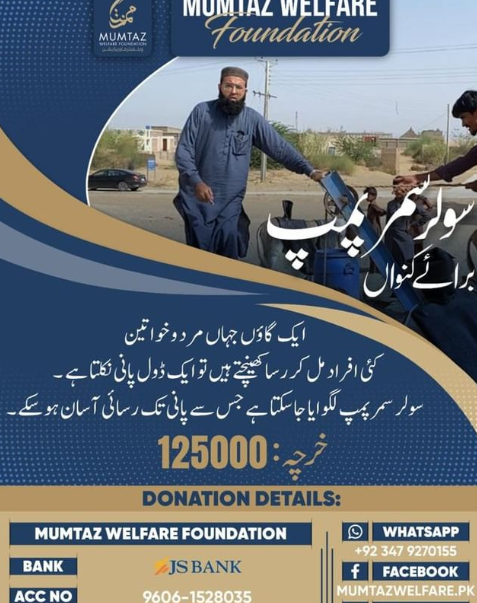 MUMTAZ
WELFARE FOUNDATION
MUMTAZ WELFARE
Foundation
سولر سمر پمپ
برائے کنواں
ایک گاؤں جہاں مرد و خواتین
کئی افراد مل کر رسا کھینچتے ہیں تو ایک ڈول پانی نکلتا ہے۔
سولر سمر پمپ لگوایا جاسکتا ہے جس سے پانی تک رسائی آسان ہو سکے۔
خرچہ : 125000
DONATION DETAILS:
MUMTAZ WELFARE FOUNDATION
BANK
JS BANK
ACC NO
9606-1528035
WHATSAPP
+92 347 9270155
FACEBOOK
MUMTAZWELFARE.PK